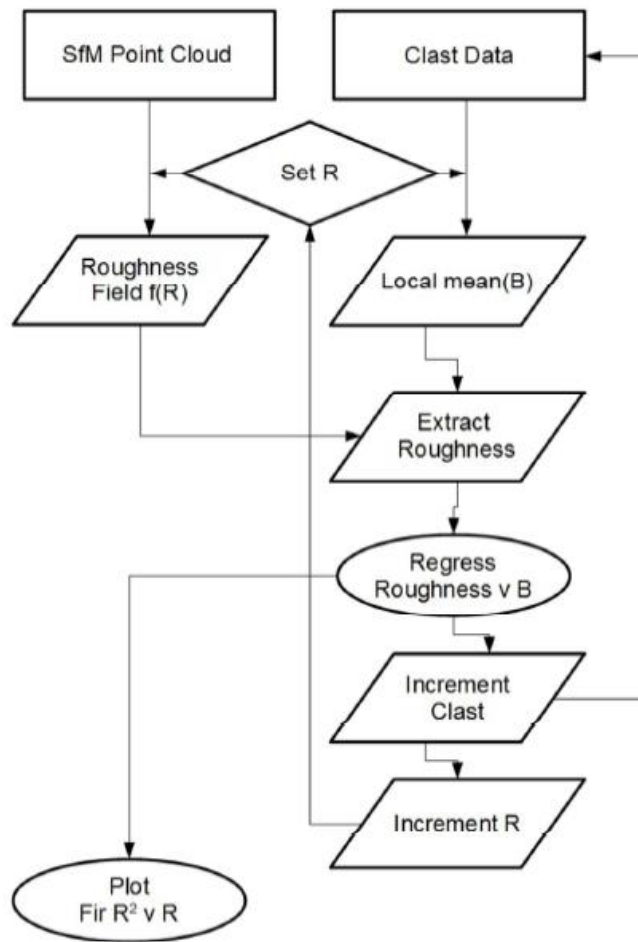 SfM Point Cloud
Clast Data
Set R
Roughness
Field f(R)
Local mean(B)
Extract
Roughness
Regress
Roughness v B
Increment
Clast
Increment R
Plot
Fir R² v R